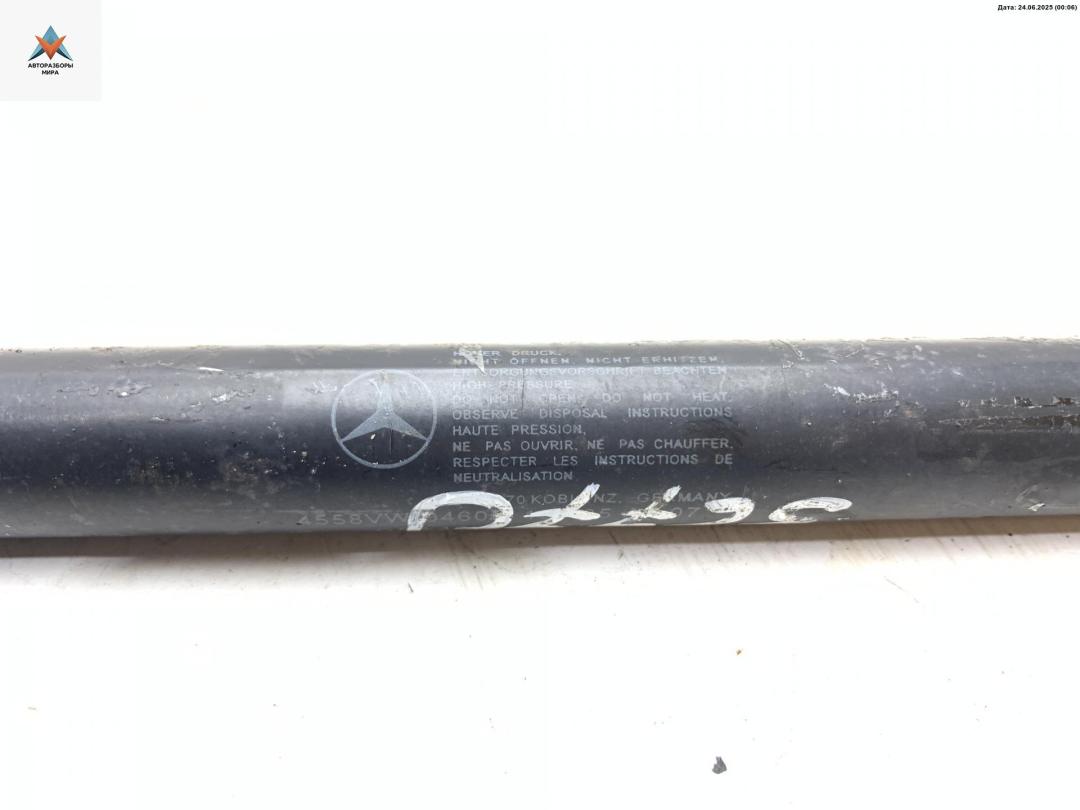 Дата: 24.06.2025 (00:06)
АВТОРАЗБОРЫ
МИРА
DRUCK.
NICHT ÖFFNEN. NICHT ERHITZEN.
BEACHTEN
HIGH PRESSURE
DO NOT OPEN. DO NOT HEAT.
OBSERVE DISPOSAL INSTRUCTIONS
HAUTE PRESSION,
NE PAS OUVRIR, NE PAS CHAUFFER,
RESPECTER LES INSTRUCTIONS DE
NEUTRALISATION
GERMANY